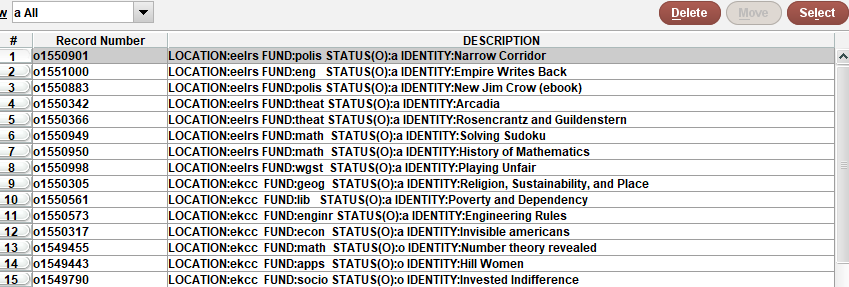 w a All Delete Move Select
# Record Number DESCRIPTION
1 o1550901 LOCATION:eelrs FUND:polis STATUS(O):a IDENTITY:Narrow Corridor
2 o1551000 LOCATION:eelrs FUND:eng STATUS(O):a IDENTITY:Empire Writes Back
3 o1550883 LOCATION:eelrs FUND:polis STATUS(O):a IDENTITY:New Jim Crow (ebook)
4 o1550342 LOCATION:eelrs FUND:theat STATUS(O):a IDENTITY:Arcadia
5 o1550366 LOCATION:eelrs FUND:theat STATUS(O):a IDENTITY:Rosencrantz and Guildenstern
6 o1550949 LOCATION:eelrs FUND:math STATUS(O):a IDENTITY:Solving Sudoku
7 o1550950 LOCATION:eelrs FUND:math STATUS(O):a IDENTITY:History of Mathematics
8 o1550998 LOCATION:eelrs FUND:wgst STATUS(O):a IDENTITY:Playing Unfair
9 o1550305 LOCATION:ekcc FUND:geog STATUS(O):a IDENTITY:Religion, Sustainability, and Place
10 o1550561 LOCATION:ekcc FUND:lib STATUS(O):a IDENTITY:Poverty and Dependency
11 o1550573 LOCATION:ekcc FUND:enginr STATUS(O):a IDENTITY:Engineering Rules
12 o1550317 LOCATION:ekcc FUND:econ STATUS(O):a IDENTITY:Invisible americans
13 o1549455 LOCATION:ekcc FUND:math STATUS(O):o IDENTITY:Number theory revealed
14 o1549443 LOCATION:ekcc FUND:apps STATUS(O):o IDENTITY:Hill Women
15 o1549790 LOCATION:ekcc FUND:socio STATUS(O):o IDENTITY:Invested Indifference